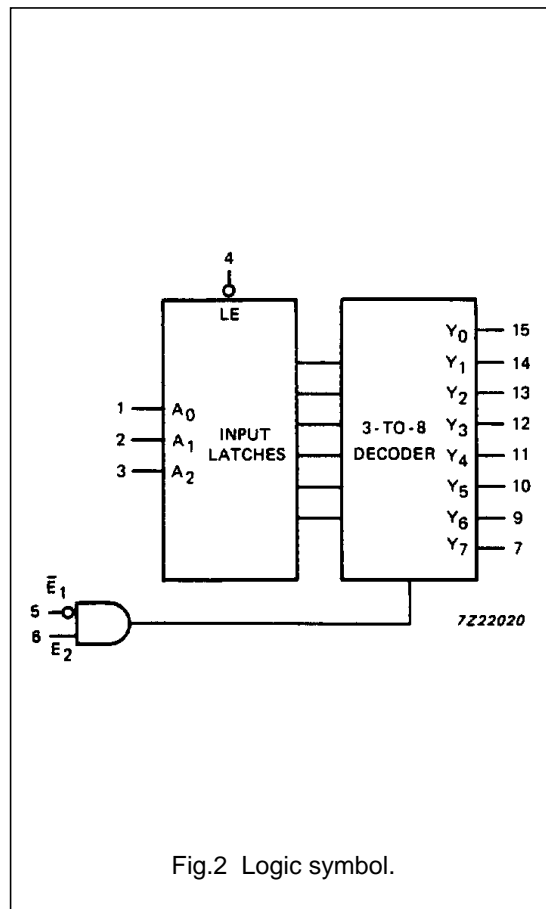 4
LE
Y0 15
Y1 14
1 A0
Y2 13
2 A1
INPUT
LATCHES
3-TO-8
DECODER
Y3 12
3 A2
Y4 11
Y5 10
Y6 9
Y7 7
Ē1
5
6
E2
7Z22020
Fig.2 Logic symbol.